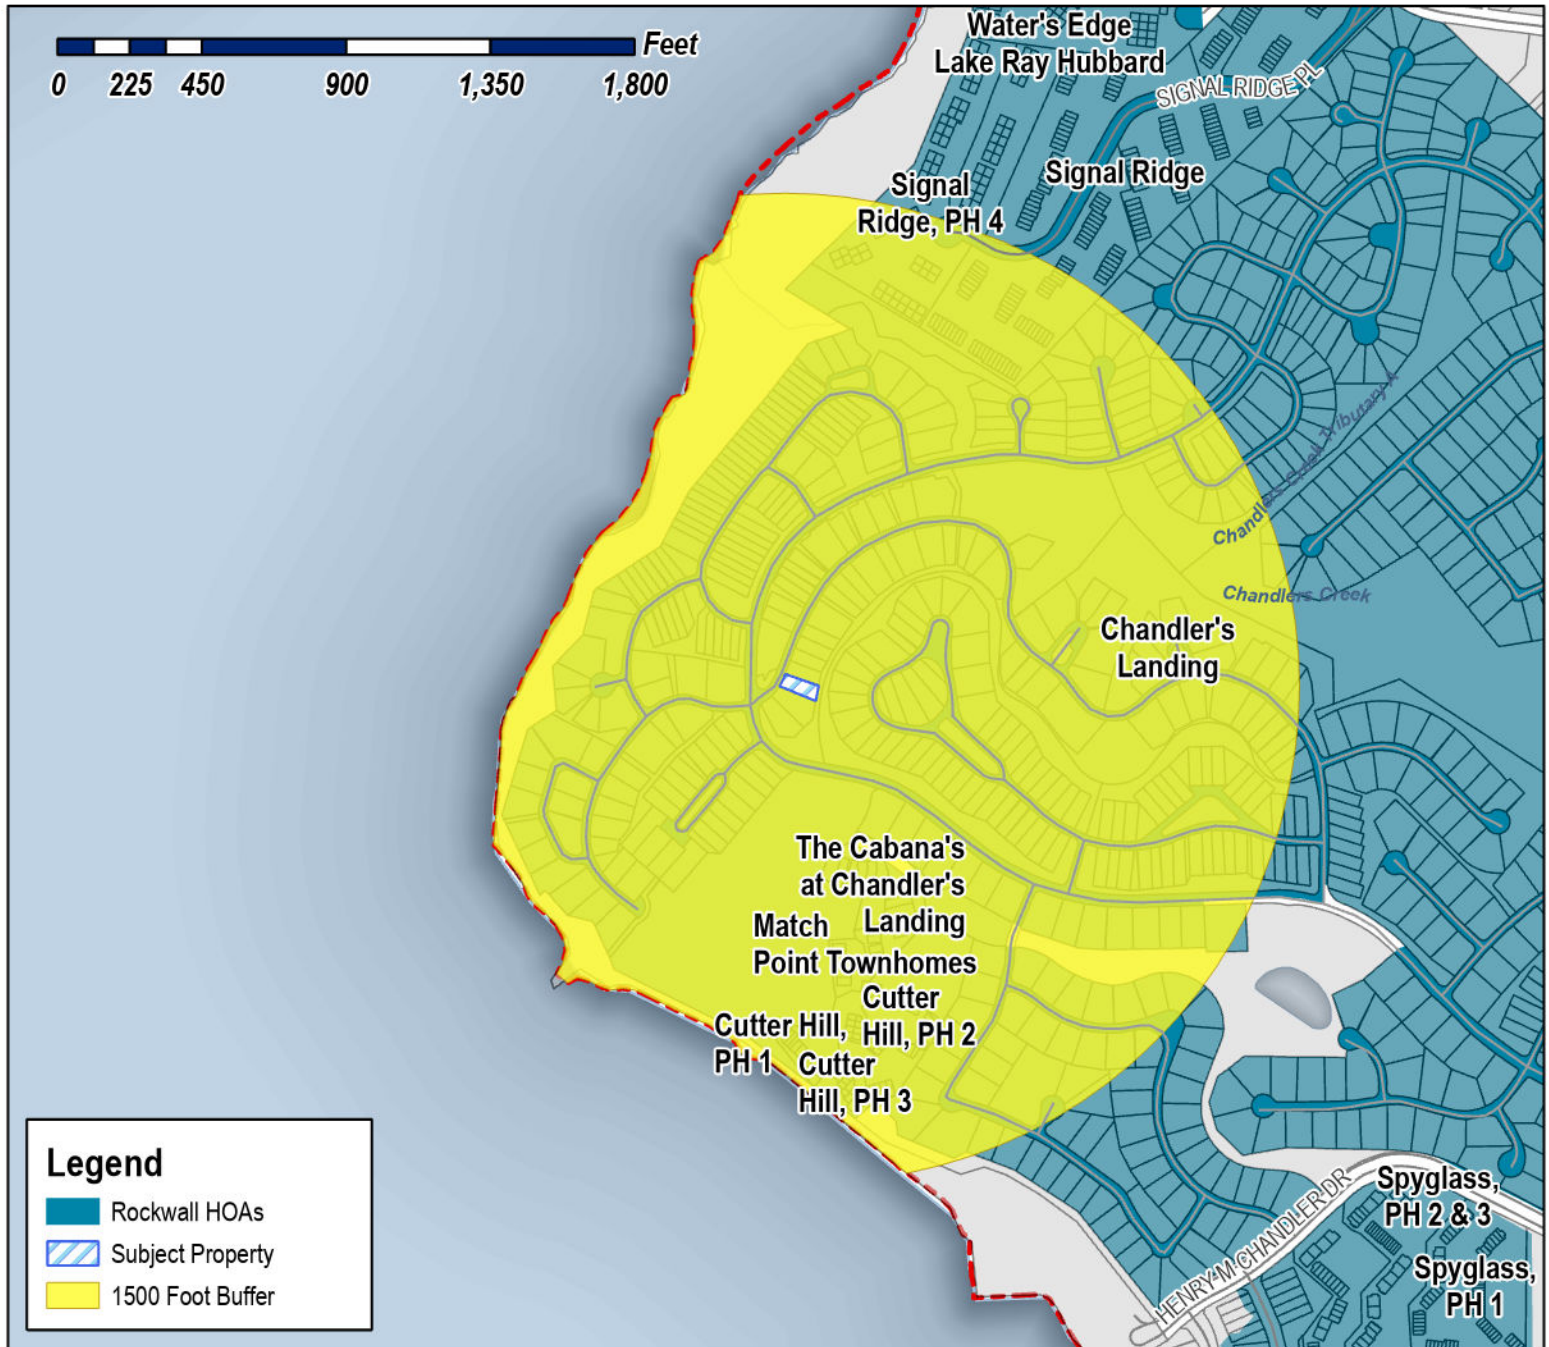 Feet
0 225 450 900 1,350 1,800
Water's Edge
Lake Ray Hubbard
SIGNAL RIDGE PL
Signal Ridge
Signal
Ridge, PH 4
Chandlers Creek Tributary A
Chandlers Creek
Chandler's
Landing
The Cabana's
at Chandler's
Landing
Match
Point Townhomes
Cutter
Hill, PH 2
Cutter Hill,
PH 1
Cutter
Hill, PH 3
HENRY M CHANDLER DR
Spyglass,
PH 2 & 3
Spyglass,
PH 1
Legend
Rockwall HOAs
Subject Property
1500 Foot Buffer